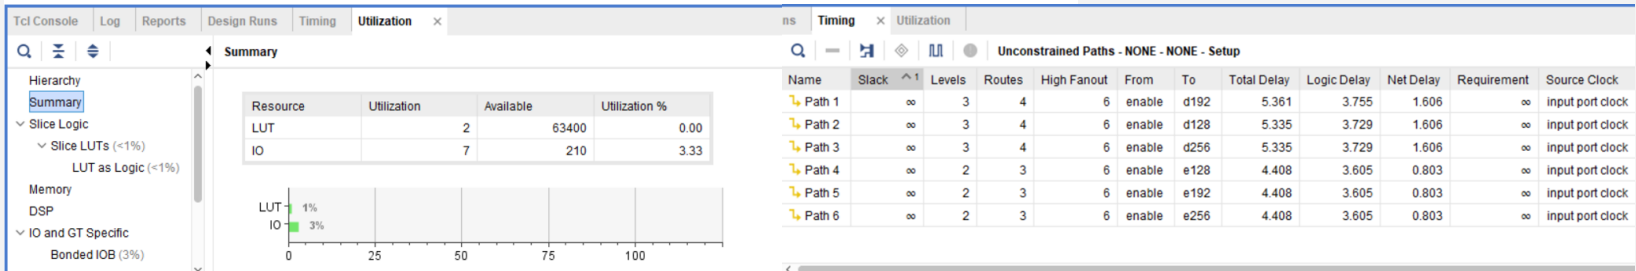 Tcl Console Log Reports Design Runs Timing Utilization ×
Summary
Hierarchy
Summary
Slice Logic
Slice LUTs (<1%)
LUT as Logic (<1%)
Memory
DSP
IO and GT Specific
Bonded IOB (3%)
Resource Utilization Available Utilization %
LUT 2 63400 0.00
IO 7 210 3.33
LUT 1%
IO 3%
0 25 50 75 100
ns Timing × Utilization
Unconstrained Paths - NONE - NONE - Setup
Name Slack ^1 Levels Routes High Fanout From To Total Delay Logic Delay Net Delay Requirement Source Clock
Path 1 ∞ 3 4 6 enable d192 5.361 3.755 1.606 ∞ input port clock
Path 2 ∞ 3 4 6 enable d128 5.335 3.729 1.606 ∞ input port clock
Path 3 ∞ 3 4 6 enable d256 5.335 3.729 1.606 ∞ input port clock
Path 4 ∞ 2 3 6 enable e128 4.408 3.605 0.803 ∞ input port clock
Path 5 ∞ 2 3 6 enable e192 4.408 3.605 0.803 ∞ input port clock
Path 6 ∞ 2 3 6 enable e256 4.408 3.605 0.803 ∞ input port clock